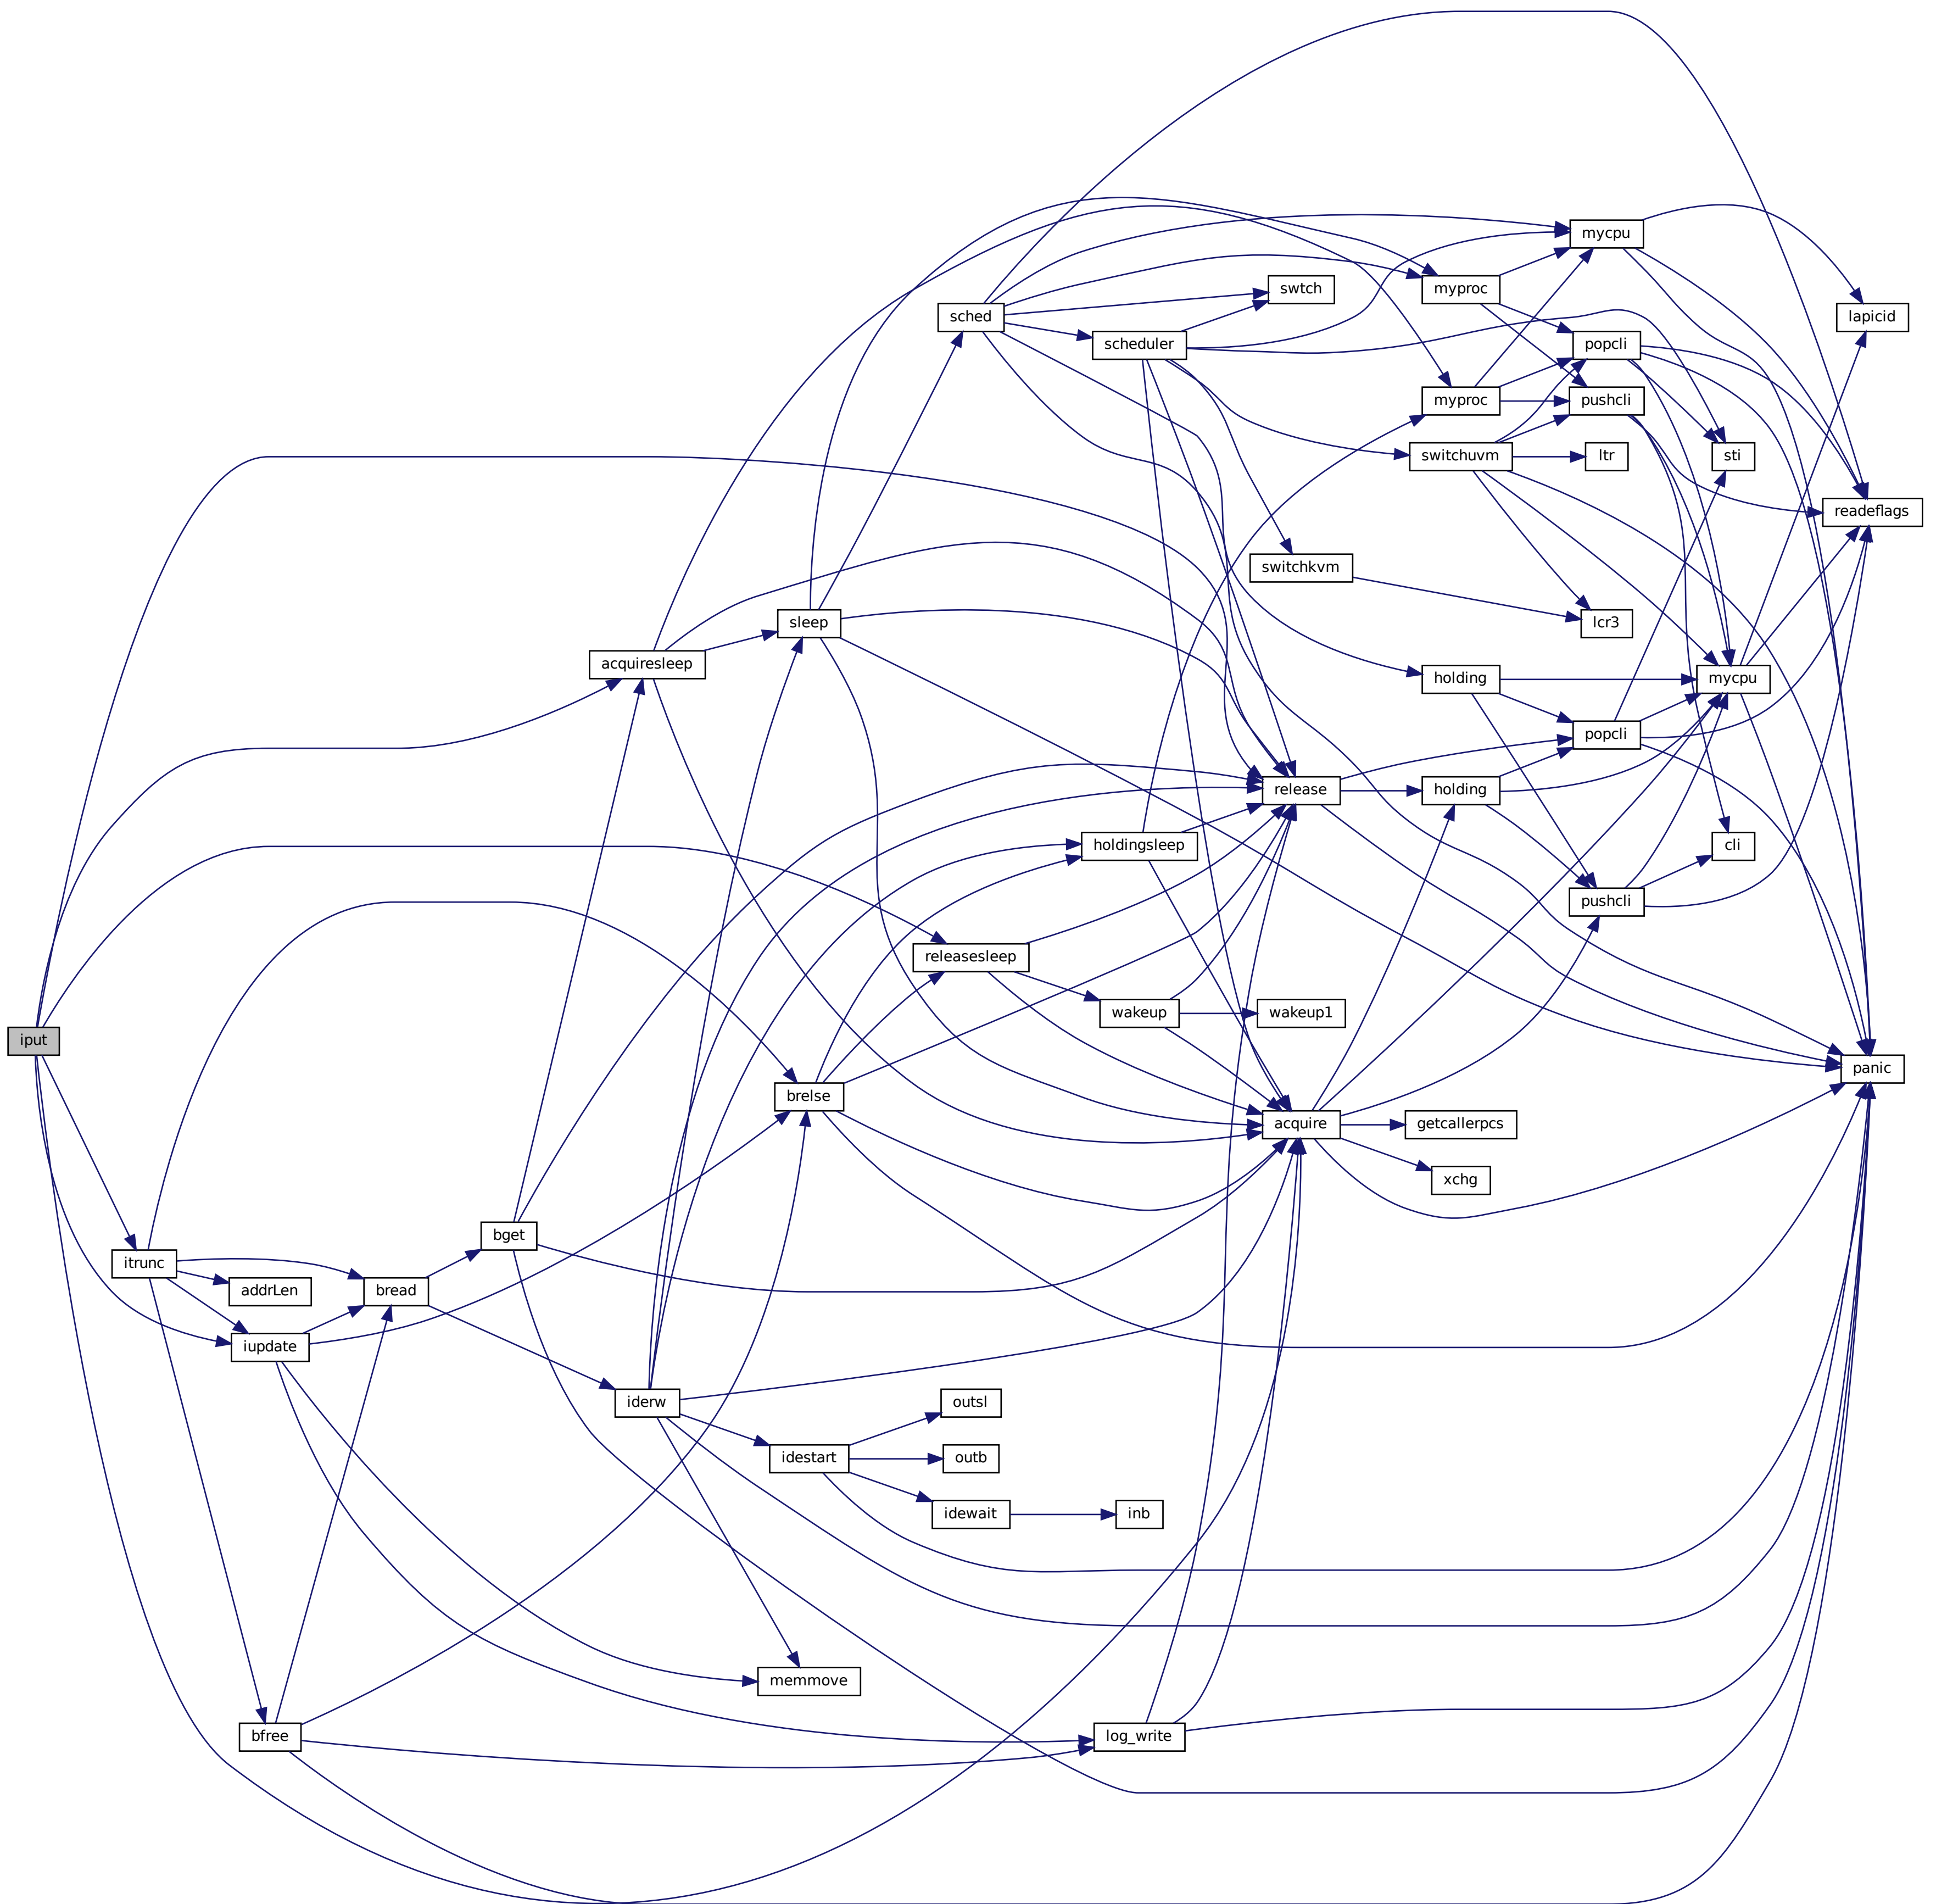 mycpu
swtch
myproc
sched
lapicid
scheduler
popcli
myproc
pushcli
switchuvm
ltr
sti
readeflags
switchkvm
sleep
lcr3
acquiresleep
holding
mycpu
popcli
release
holding
holdingsleep
cli
pushcli
releasesleep
wakeup
wakeup1
iput
panic
brelse
acquire
getcallerpcs
xchg
bget
itrunc
addrLen
bread
iupdate
iderw
outsl
idestart
outb
idewait
inb
memmove
bfree
log_write